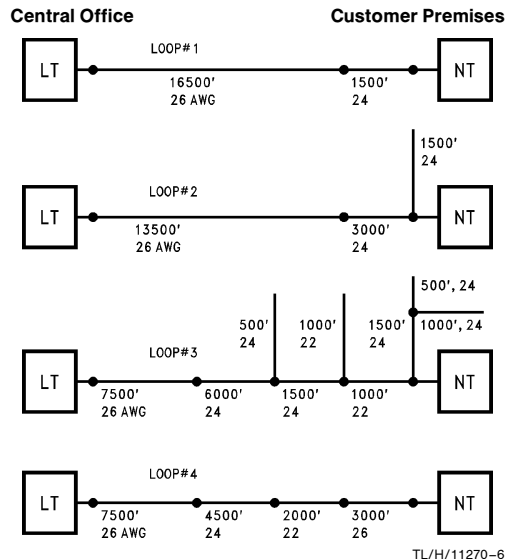 Central Office
Customer Premises
LOOP#1
LT
NT
16500'
26 AWG
1500'
24
1500'
24
LOOP#2
LT
NT
13500'
26 AWG
3000'
24
500', 24
500'
24
1000'
22
1500'
24
1000', 24
LOOP#3
LT
NT
7500'
26 AWG
6000'
24
1500'
24
1000'
22
LOOP#4
LT
NT
7500'
26 AWG
4500'
24
2000'
22
3000'
26
TL/H/11270–6